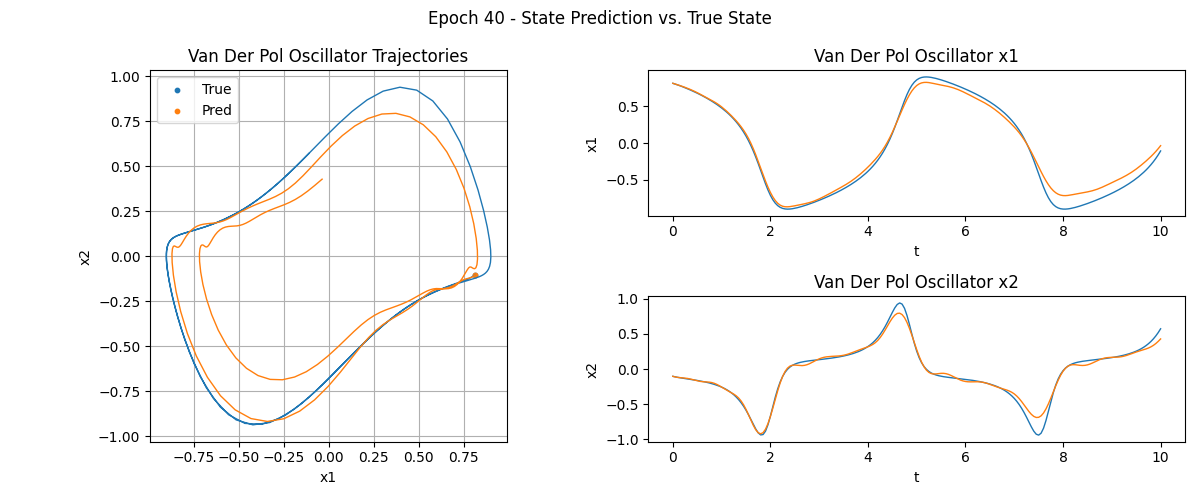 Epoch 40 - State Prediction vs. True State
Van Der Pol Oscillator Trajectories
True
Pred
1.00
0.75
0.50
0.25
0.00
−0.25
−0.50
−0.75
−1.00
x2
−0.75 −0.50 −0.25 0.00 0.25 0.50 0.75
x1
Van Der Pol Oscillator x1
0.5
0.0
−0.5
x1
0 2 4 6 8 10
t
Van Der Pol Oscillator x2
1.0
0.5
0.0
−0.5
−1.0
x2
0 2 4 6 8 10
t